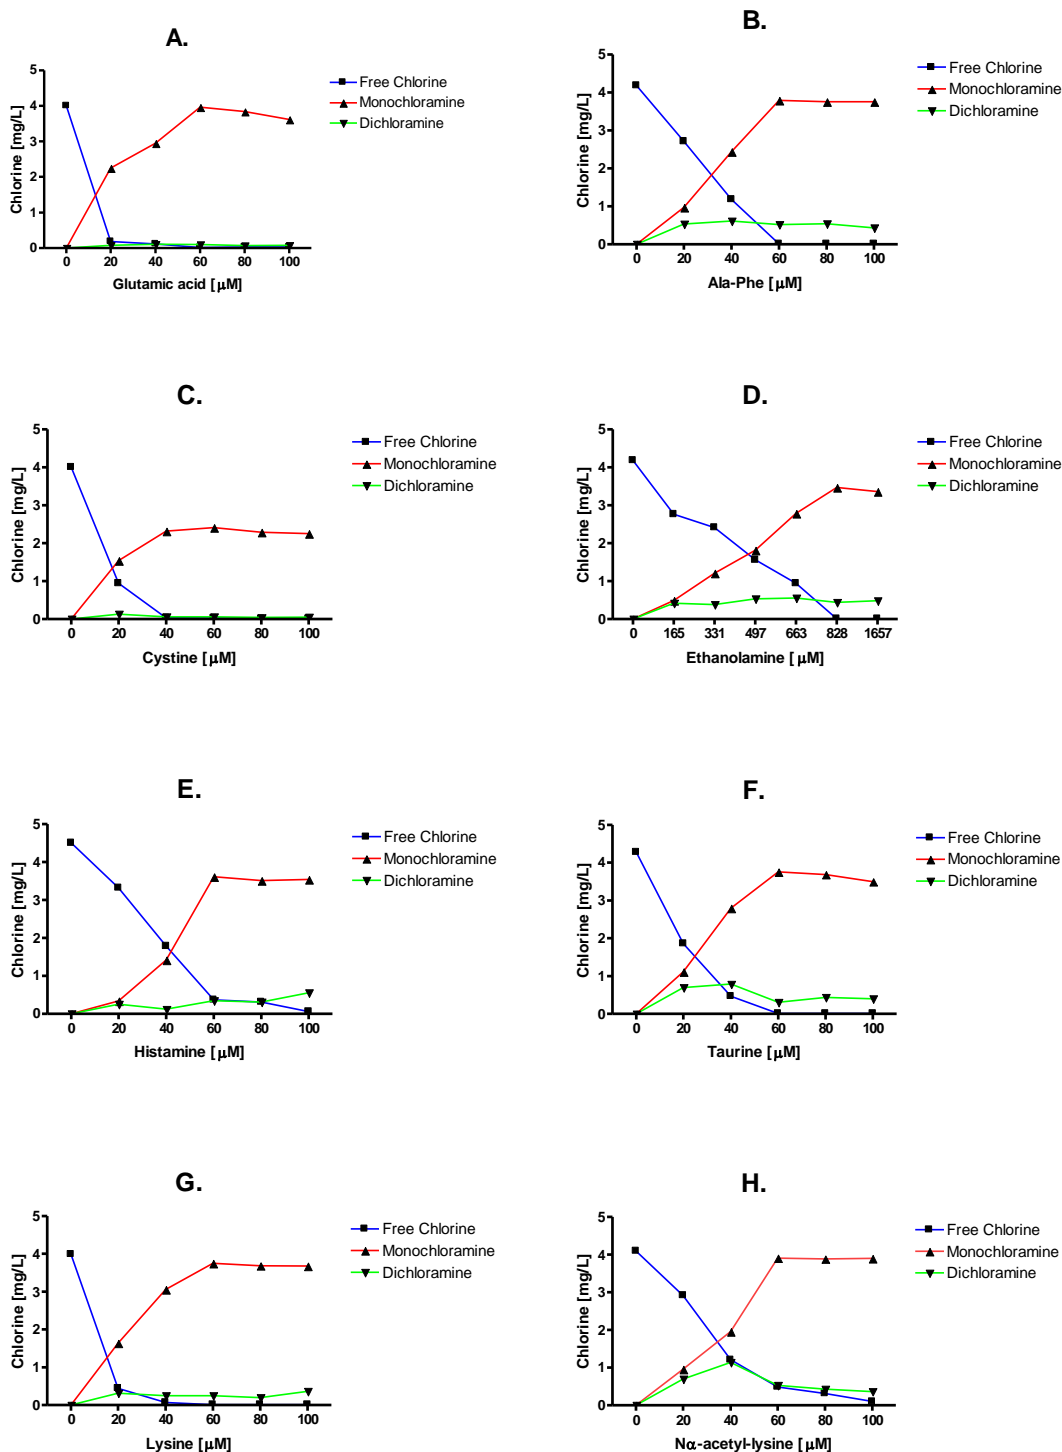 A.
Chlorine [mg/L]
5
4
3
2
1
0
0 20 40 60 80 100
Glutamic acid [µM]
Free Chlorine
Monochloramine
Dichloramine
B.
Chlorine [mg/L]
5
4
3
2
1
0
0 20 40 60 80 100
Ala-Phe [µM]
Free Chlorine
Monochloramine
Dichloramine
C.
Chlorine [mg/L]
5
4
3
2
1
0
0 20 40 60 80 100
Cystine [µM]
Free Chlorine
Monochloramine
Dichloramine
D.
Chlorine [mg/L]
5
4
3
2
1
0
0 165 331 497 663 828 1657
Ethanolamine [µM]
Free Chlorine
Monochloramine
Dichloramine
E.
Chlorine [mg/L]
5
4
3
2
1
0
0 20 40 60 80 100
Histamine [µM]
Free Chlorine
Monochloramine
Dichloramine
F.
Chlorine [mg/L]
5
4
3
2
1
0
0 20 40 60 80 100
Taurine [µM]
Free Chlorine
Monochloramine
Dichloramine
G.
Chlorine [mg/L]
5
4
3
2
1
0
0 20 40 60 80 100
Lysine [µM]
Free Chlorine
Monochloramine
Dichloramine
H.
Chlorine [mg/L]
5
4
3
2
1
0
0 20 40 60 80 100
Nα-acetyl-lysine [µM]
Free Chlorine
Monochloramine
Dichloramine